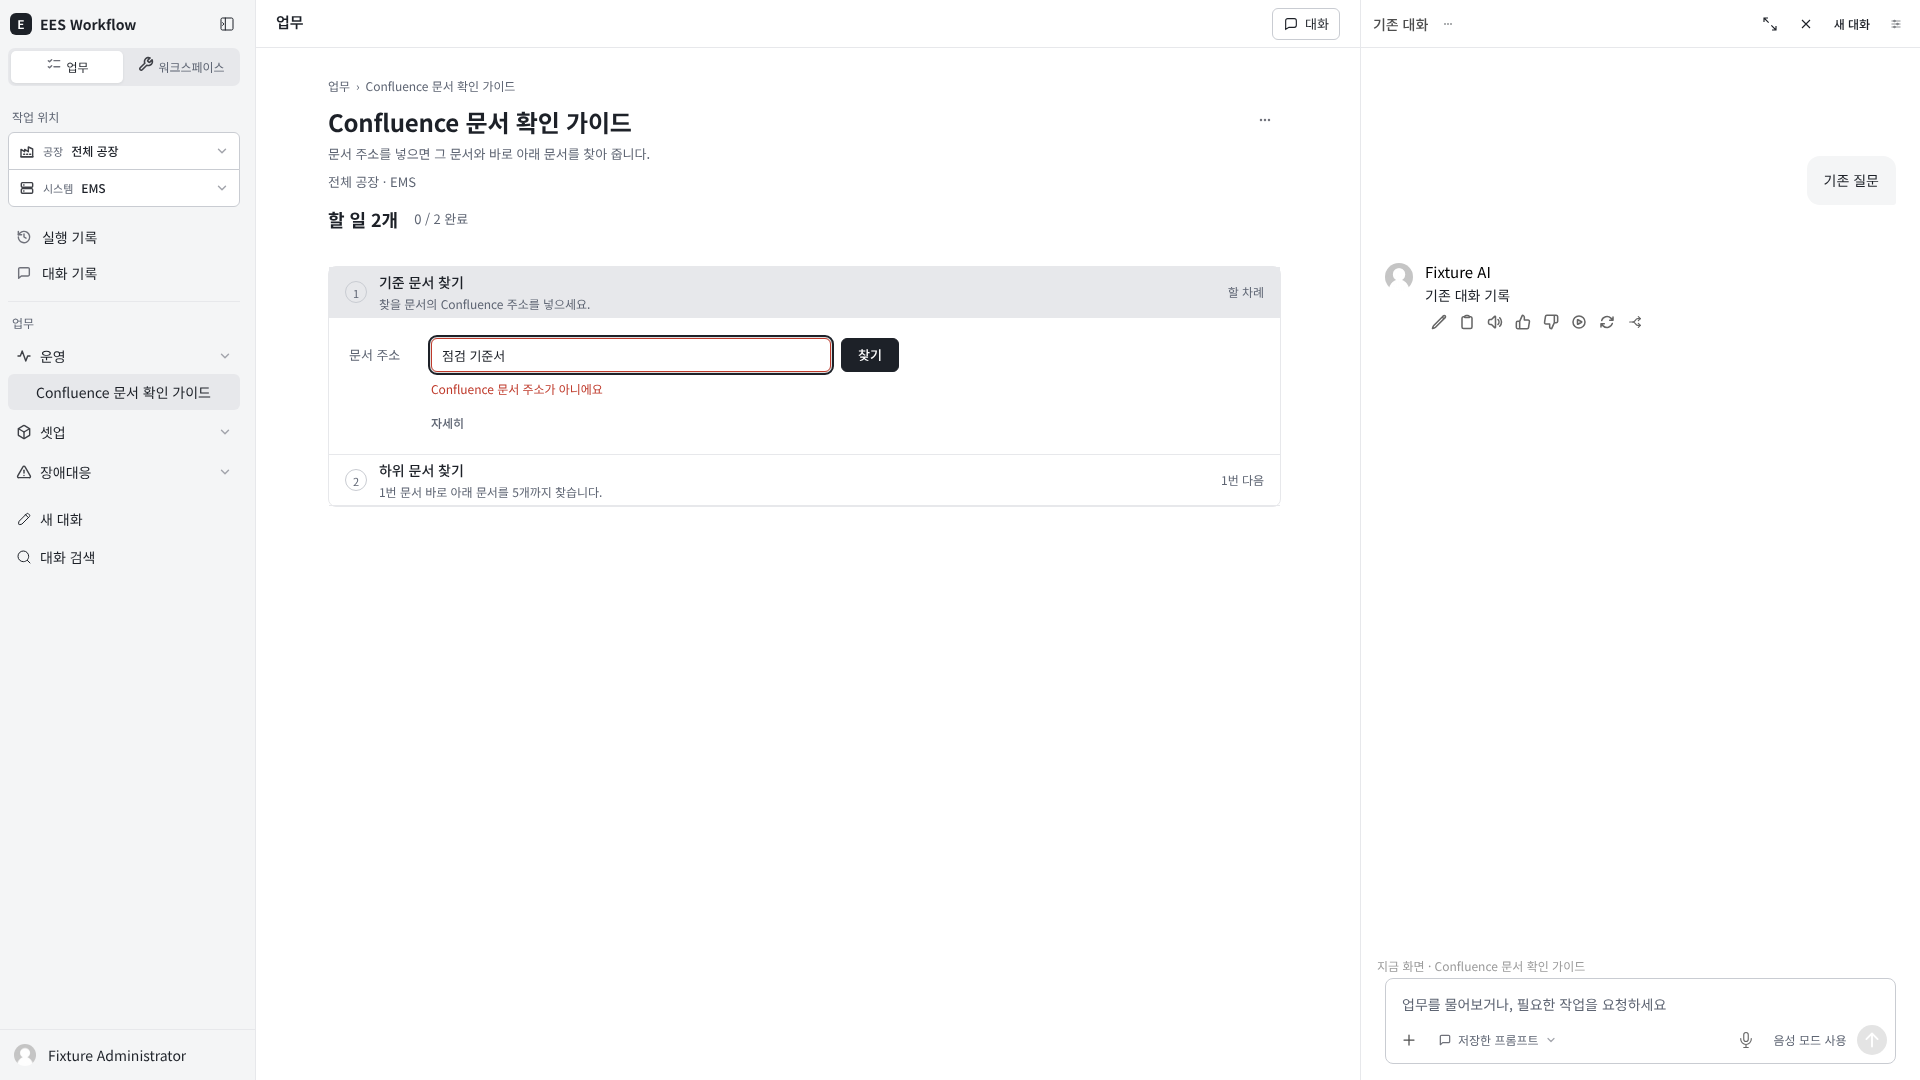 E EES Workflow
업무
워크스페이스
작업 위치
공장 전체 공장
시스템 EMS
실행 기록
대화 기록
업무
운영
Confluence 문서 확인 가이드
셋업
장애대응
새 대화
대화 검색
Fixture Administrator
업무
대화
업무 › Confluence 문서 확인 가이드
Confluence 문서 확인 가이드
문서 주소를 넣으면 그 문서와 바로 아래 문서를 찾아 줍니다.
전체 공장 · EMS
할 일 2개 0 / 2 완료
1 기준 문서 찾기
찾을 문서의 Confluence 주소를 넣으세요.
할 차례
문서 주소 점검 기준서 찾기
Confluence 문서 주소가 아니에요
자세히
2 하위 문서 찾기
1번 문서 바로 아래 문서를 5개까지 찾습니다.
1번 다음
기존 대화 ···
새 대화
기존 질문
Fixture AI
기존 대화 기록
지금 화면 · Confluence 문서 확인 가이드
업무를 물어보거나, 필요한 작업을 요청하세요
저장한 프롬프트
음성 모드 사용